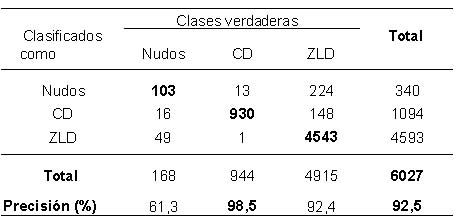 Clases verdaderas
Clasificados como Total
Nudos CD ZLD
Nudos 103 13 224 340
CD 16 930 148 1094
ZLD 49 1 4543 4593
Total 168 944 4915 6027
Precisión (%) 61,3 98,5 92,4 92,5